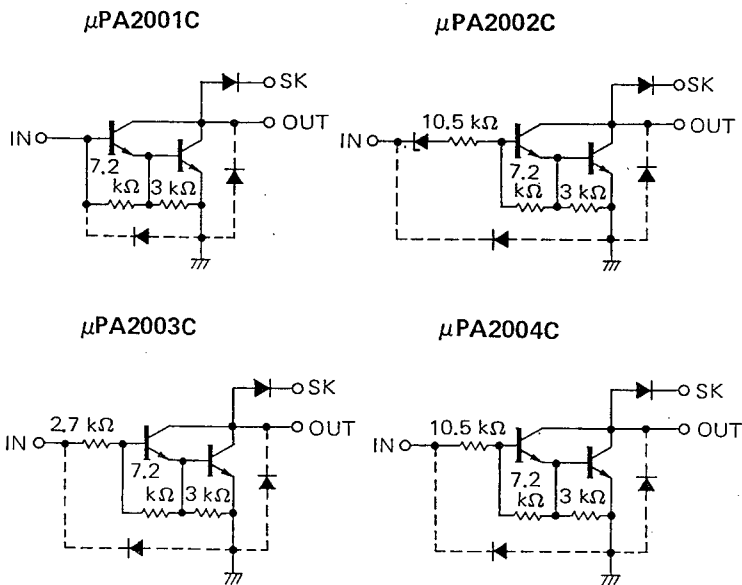 μPA2001C
SK
OUT
IN
7.2
kΩ
3 kΩ
μPA2002C
SK
10.5 kΩ
OUT
IN
7.2
kΩ
3 kΩ
μPA2003C
SK
2.7 kΩ
OUT
IN
7.2
kΩ
3 kΩ
μPA2004C
SK
10.5 kΩ
OUT
IN
7.2
kΩ
3 kΩ